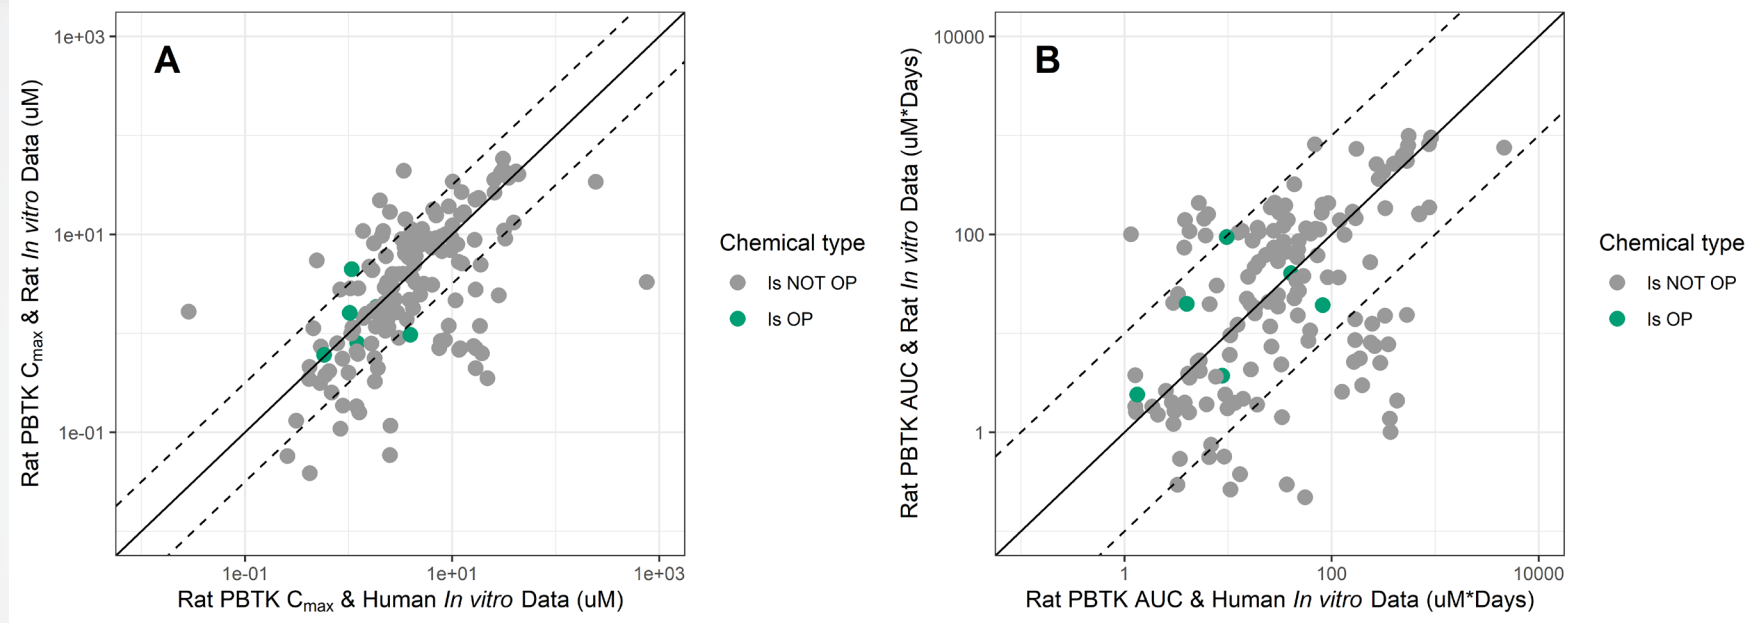 A
Rat PBTK Cmax & Rat In vitro Data (uM)
1e+03
1e+01
1e-01
1e-01
1e+01
1e+03
Rat PBTK Cmax & Human In vitro Data (uM)
Chemical type
Is NOT OP
Is OP
B
Rat PBTK AUC & Rat In vitro Data (uM*Days)
10000
100
1
1
100
10000
Rat PBTK AUC & Human In vitro Data (uM*Days)
Chemical type
Is NOT OP
Is OP